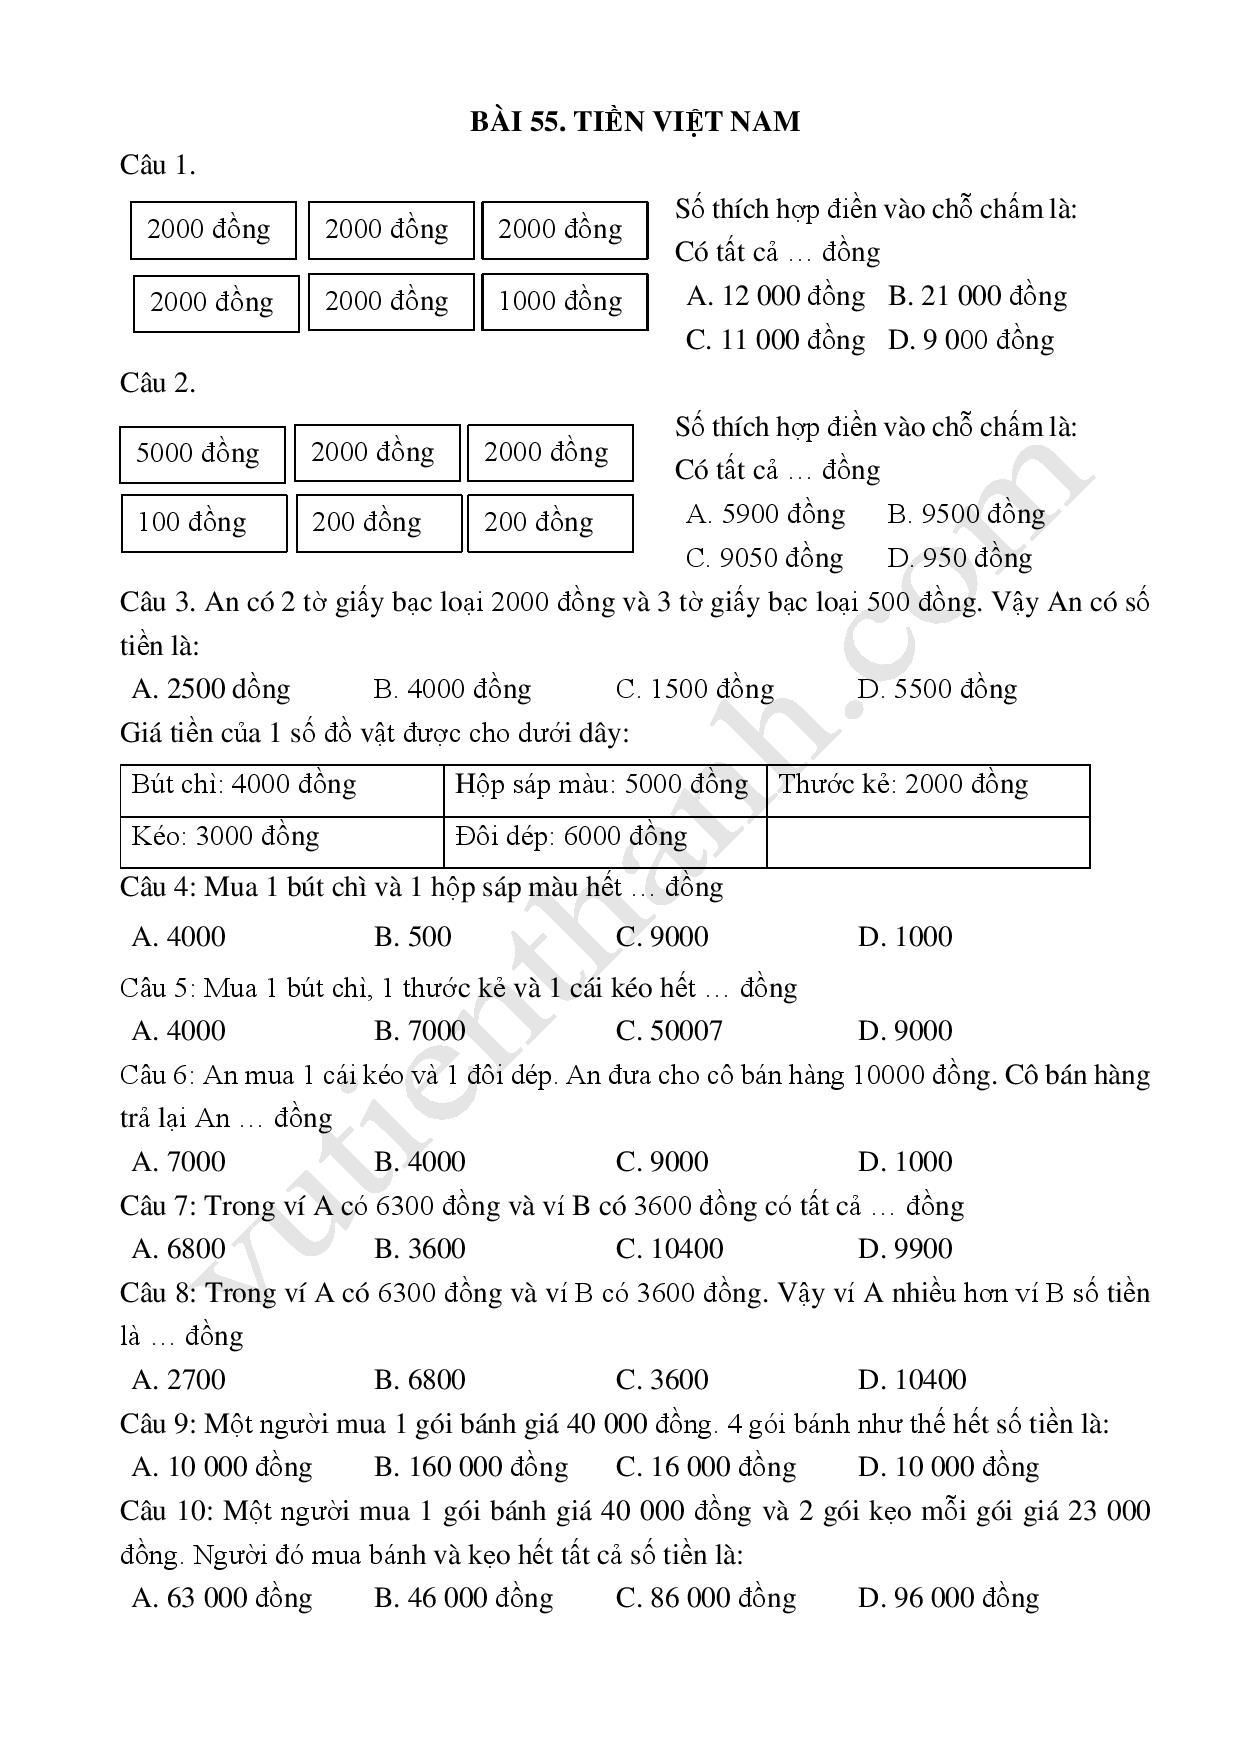 BÀI 55. TIỀN VIỆT NAM
Câu 1.
2000 đồng 2000 đồng 2000 đồng
2000 đồng 2000 đồng 1000 đồng
Số thích hợp điền vào chỗ chấm là:
Có tất cả … đồng
A. 12 000 đồng B. 21 000 đồng
C. 11 000 đồng D. 9 000 đồng
Câu 2.
5000 đồng 2000 đồng 2000 đồng
100 đồng 200 đồng 200 đồng
Số thích hợp điền vào chỗ chấm là:
Có tất cả … đồng
A. 5900 đồng B. 9500 đồng
C. 9050 đồng D. 950 đồng
Câu 3. An có 2 tờ giấy bạc loại 2000 đồng và 3 tờ giấy bạc loại 500 đồng. Vậy An có số
tiền là:
A. 2500 dồng B. 4000 đồng C. 1500 đồng D. 5500 đồng
Giá tiền của 1 số đồ vật được cho dưới dây:
Bút chì: 4000 đồng Hộp sáp màu: 5000 đồng Thước kẻ: 2000 đồng
Kéo: 3000 đồng Đôi dép: 6000 đồng
Câu 4: Mua 1 bút chì và 1 hộp sáp màu hết … đồng
A. 4000 B. 500 C. 9000 D. 1000
Câu 5: Mua 1 bút chì, 1 thước kẻ và 1 cái kéo hết … đồng
A. 4000 B. 7000 C. 50007 D. 9000
Câu 6: An mua 1 cái kéo và 1 đôi dép. An đưa cho cô bán hàng 10000 đồng. Cô bán hàng
trả lại An … đồng
A. 7000 B. 4000 C. 9000 D. 1000
Câu 7: Trong ví A có 6300 đồng và ví B có 3600 đồng có tất cả … đồng
A. 6800 B. 3600 C. 10400 D. 9900
Câu 8: Trong ví A có 6300 đồng và ví B có 3600 đồng. Vậy ví A nhiều hơn ví B số tiền
là … đồng
A. 2700 B. 6800 C. 3600 D. 10400
Câu 9: Một người mua 1 gói bánh giá 40 000 đồng. 4 gói bánh như thế hết số tiền là:
A. 10 000 đồng B. 160 000 đồng C. 16 000 đồng D. 10 000 đồng
Câu 10: Một người mua 1 gói bánh giá 40 000 đồng và 2 gói kẹo mỗi gói giá 23 000
đồng. Người đó mua bánh và kẹo hết tất cả số tiền là:
A. 63 000 đồng B. 46 000 đồng C. 86 000 đồng D. 96 000 đồng
vutienthanh.com